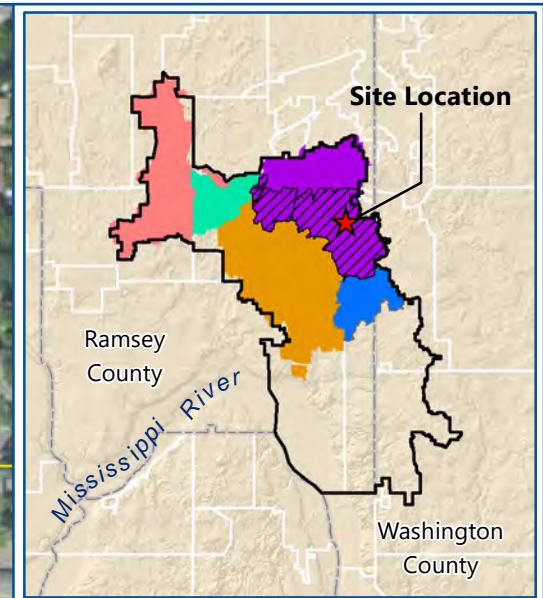 Site Location
Ramsey
County
Mississippi River
Washington
County